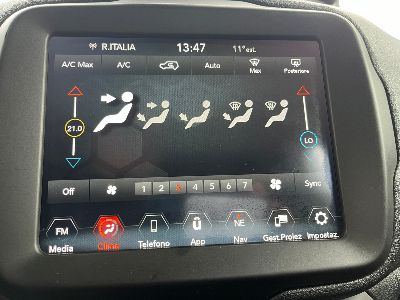 R.ITALIA 13:47 11°est.
A/C Max A/C Auto Max Posteriore
21.0 LO
Off 1 2 3 4 5 6 7 Sync
FM NE
Media Clima Telefono App Nav Gest.Proiez Impostaz.